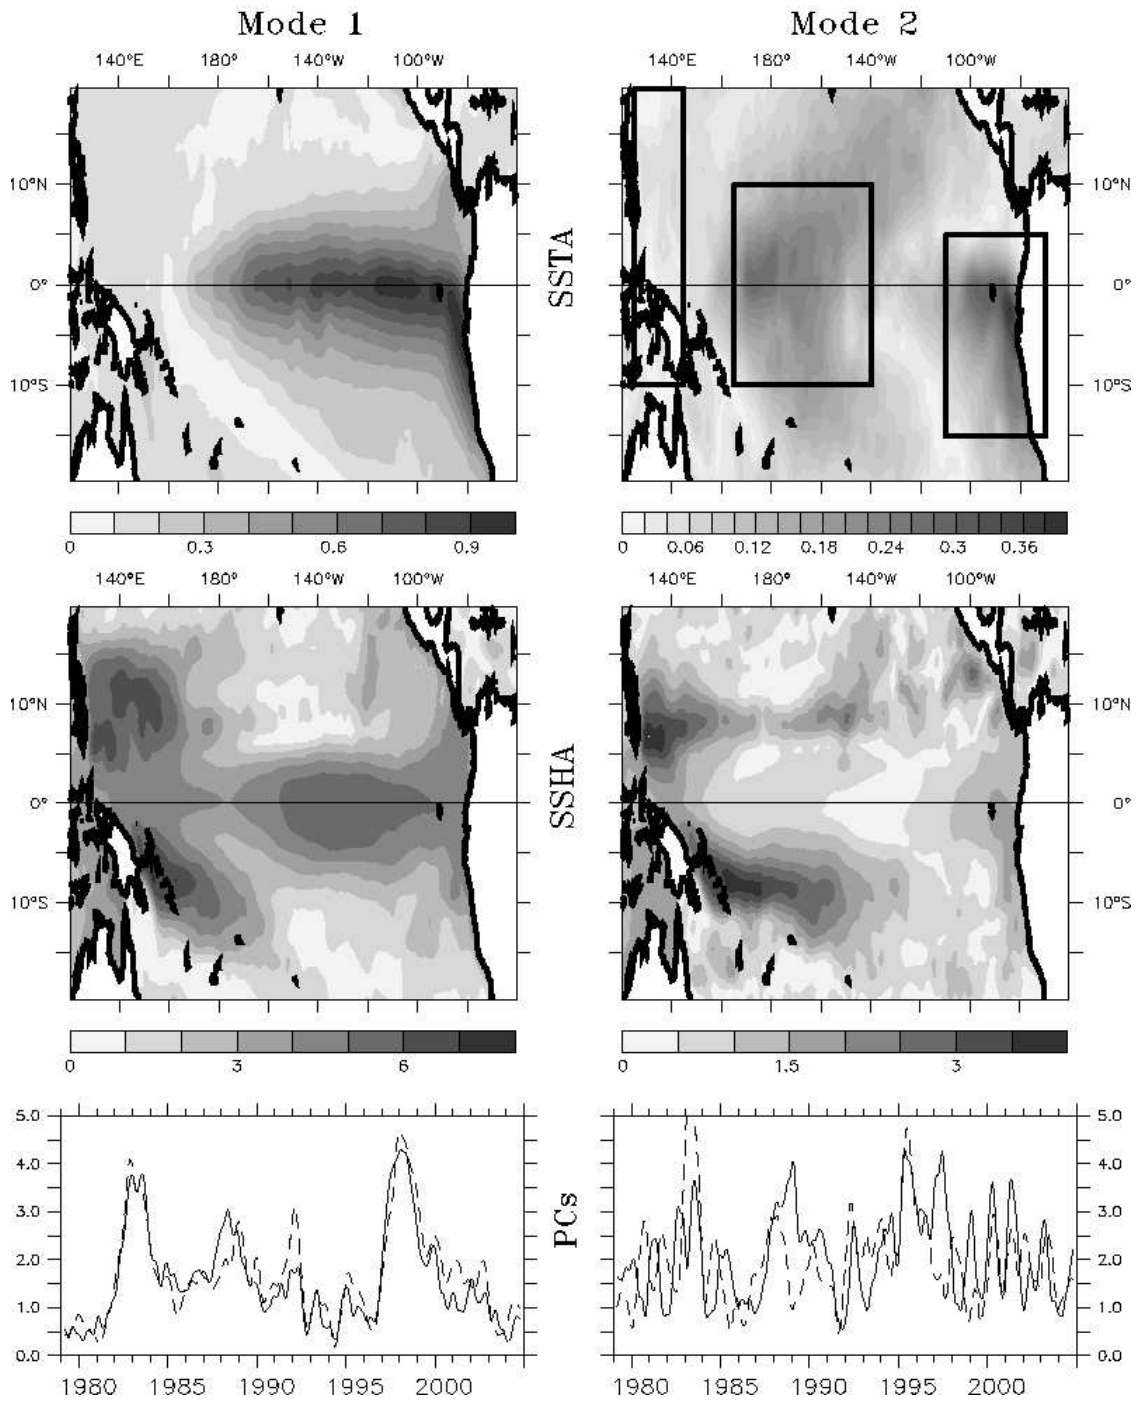 Mode 1 Mode 2
140°E 180° 140°W 100°W 140°E 180° 140°W 100°W
10°N 10°N
0° SSTA 0°
10°S 10°S
0 0.3 0.6 0.9 0 0.06 0.12 0.18 0.24 0.3 0.36
140°E 180° 140°W 100°W 140°E 180° 140°W 100°W
10°N 10°N
0° SSHA 0°
10°S 10°S
0 3 6 0 1.5 3
5.0 5.0
4.0 4.0
3.0 3.0
PCs
2.0 2.0
1.0 1.0
0.0 0.0
1980 1985 1990 1995 2000 1980 1985 1990 1995 2000